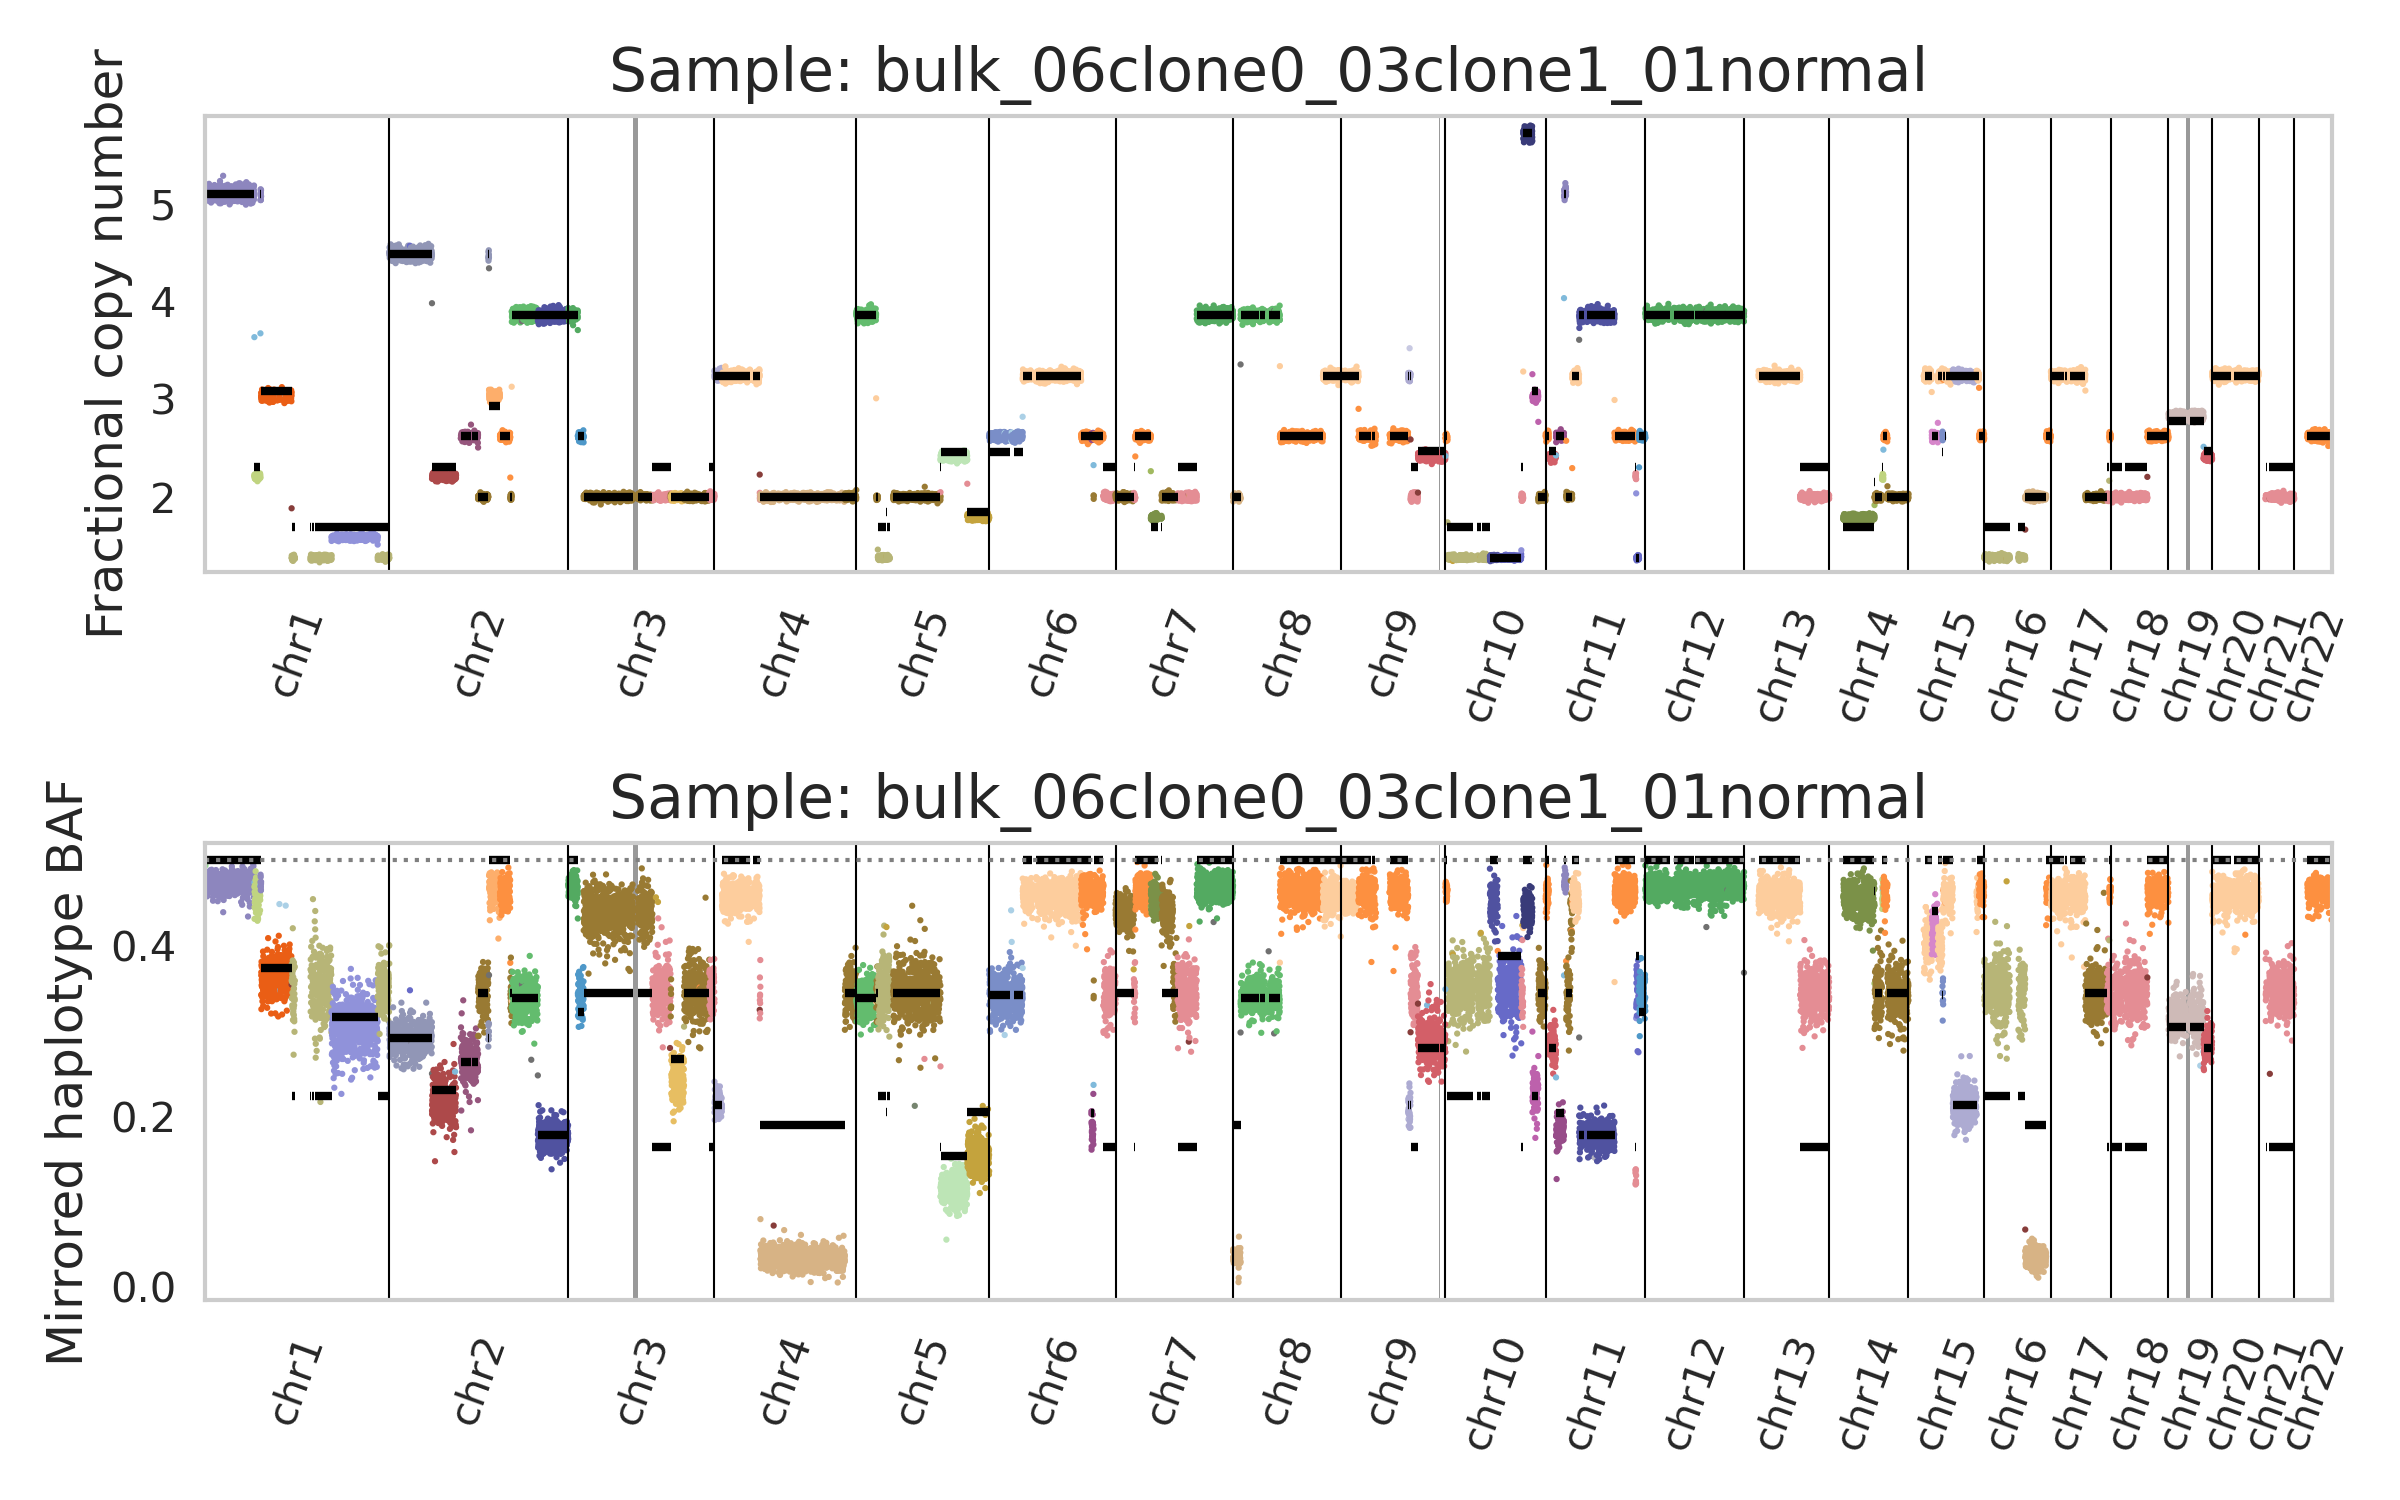 Sample: bulk_06clone0_03clone1_01normal
Fractional copy number
5
4
3
2
chr1
chr2
chr3
chr4
chr5
chr6
chr7
chr8
chr9
chr10
chr11
chr12
chr13
chr14
chr15
chr16
chr17
chr18
chr19
chr20
chr21
chr22
Sample: bulk_06clone0_03clone1_01normal
Mirrored haplotype BAF
0.4
0.2
0.0
chr1
chr2
chr3
chr4
chr5
chr6
chr7
chr8
chr9
chr10
chr11
chr12
chr13
chr14
chr15
chr16
chr17
chr18
chr19
chr20
chr21
chr22